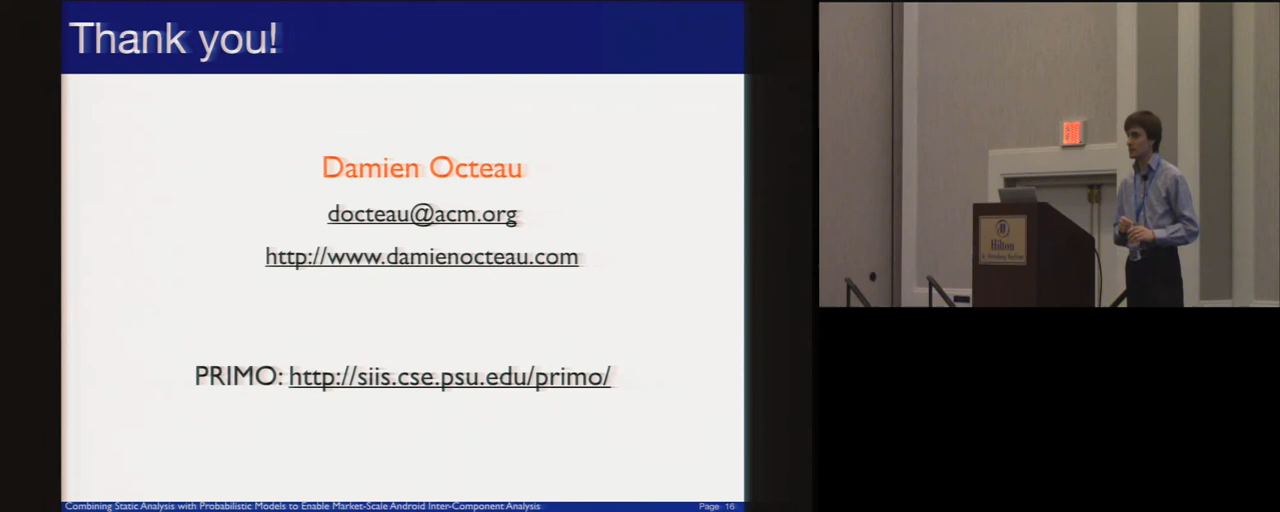 Thank you!
Damien Octeau
docteau@acm.org
http://www.damienocteau.com
PRIMO: http://siis.cse.psu.edu/primo/
Combining Static Analysis with Probabilistic Models to Enable Market-Scale Android Inter-Component Analysis
Page 16
Hilton